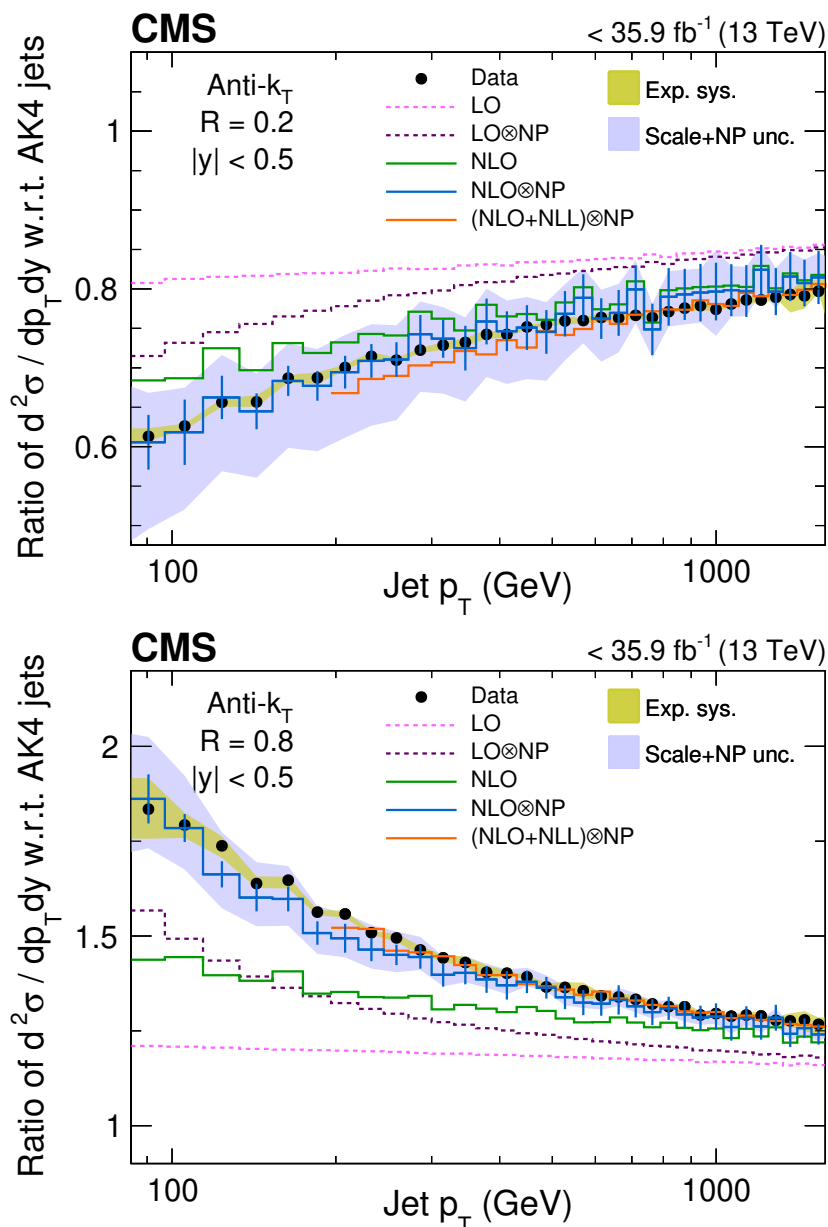 CMS
< 35.9 fb⁻¹ (13 TeV)
Anti-k_T
R = 0.2
|y| < 0.5
Data
LO
LO⊗NP
NLO
NLO⊗NP
(NLO+NLL)⊗NP
Exp. sys.
Scale+NP unc.
Ratio of d²σ / dp_T dy w.r.t. AK4 jets
1
0.8
0.6
100
1000
Jet p_T (GeV)
CMS
< 35.9 fb⁻¹ (13 TeV)
Anti-k_T
R = 0.8
|y| < 0.5
Data
LO
LO⊗NP
NLO
NLO⊗NP
(NLO+NLL)⊗NP
Exp. sys.
Scale+NP unc.
Ratio of d²σ / dp_T dy w.r.t. AK4 jets
2
1.5
1
100
1000
Jet p_T (GeV)